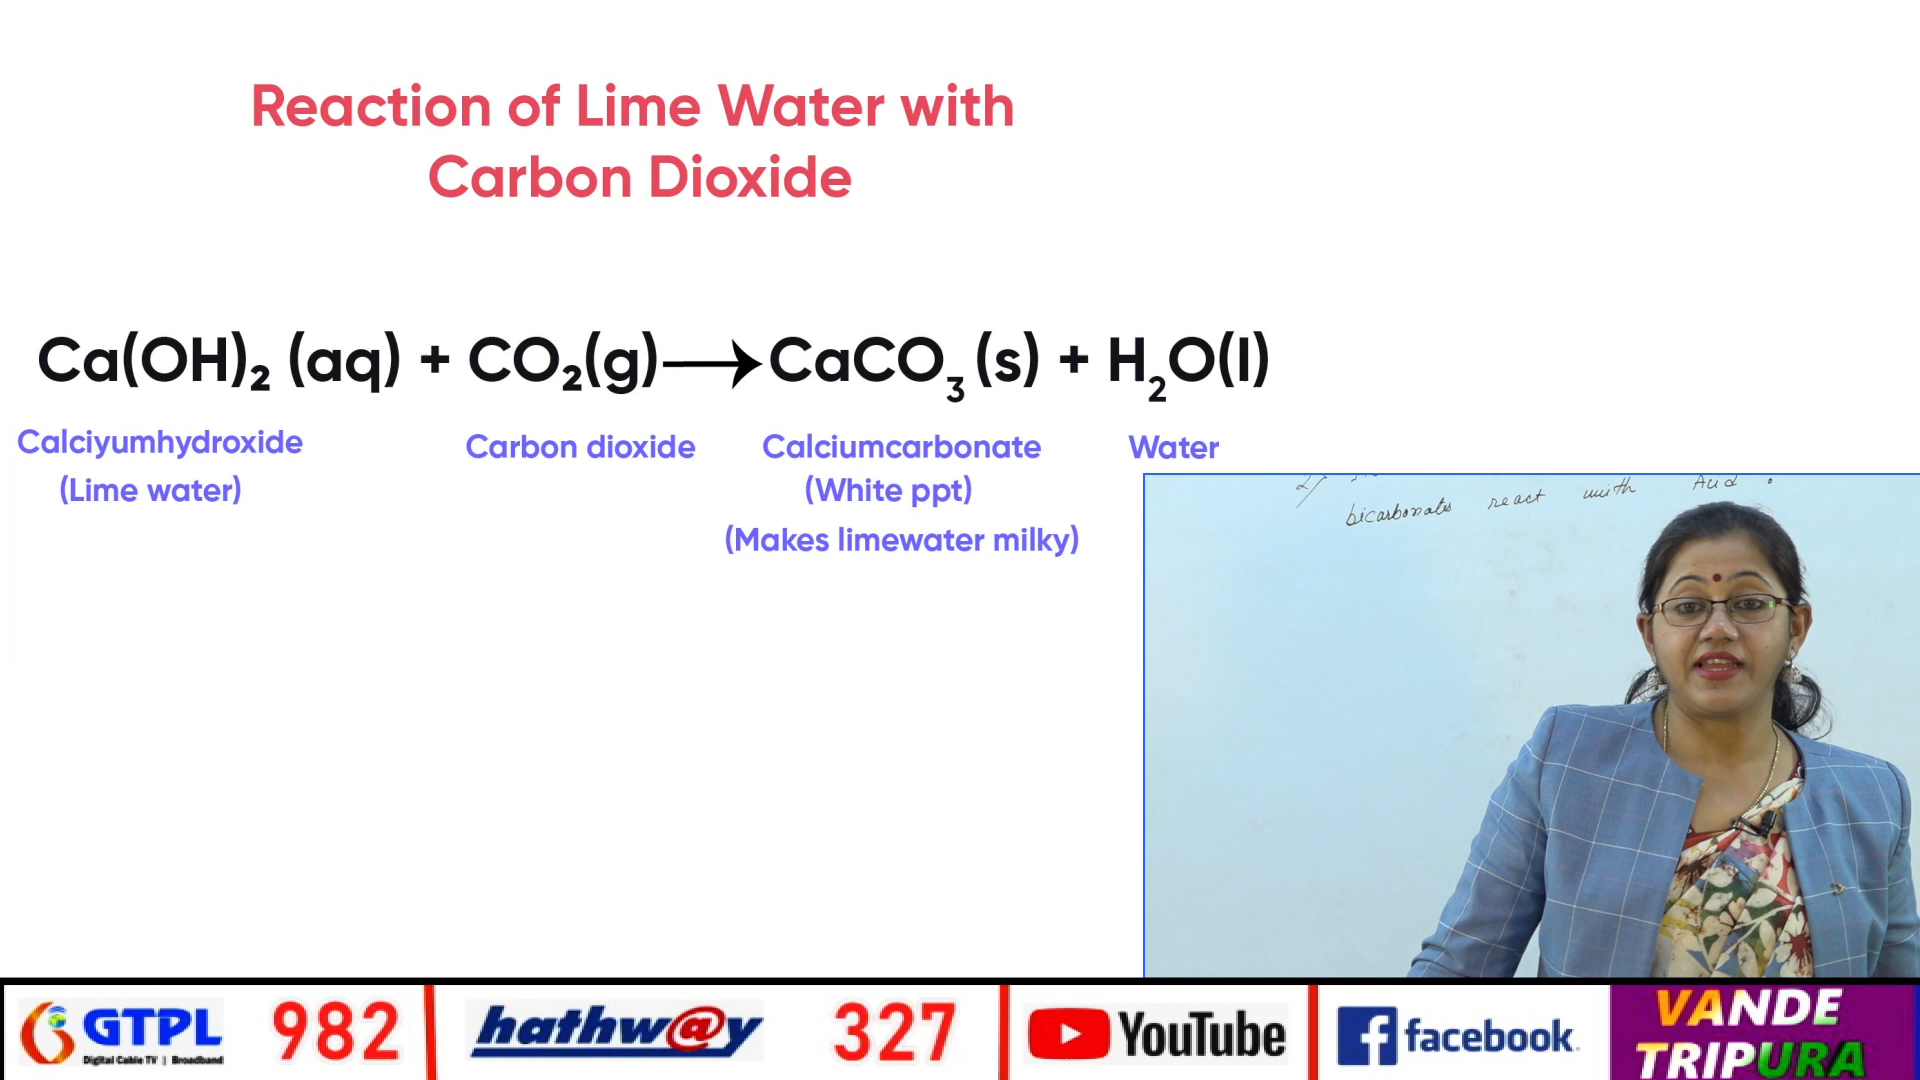 Reaction of Lime Water with
Carbon Dioxide
Ca(OH)₂ (aq) + CO₂(g)⟶CaCO₃(s) + H₂O(l)
Calciyumhydroxide Carbon dioxide Calciumcarbonate Water
(Lime water) (White ppt)
(Makes limewater milky)
with Acid.
bicarbonates react
GTPL 982 hathw@y 327 YouTube facebook VANDE
Digital Cable TV | Broadband TRIPURA